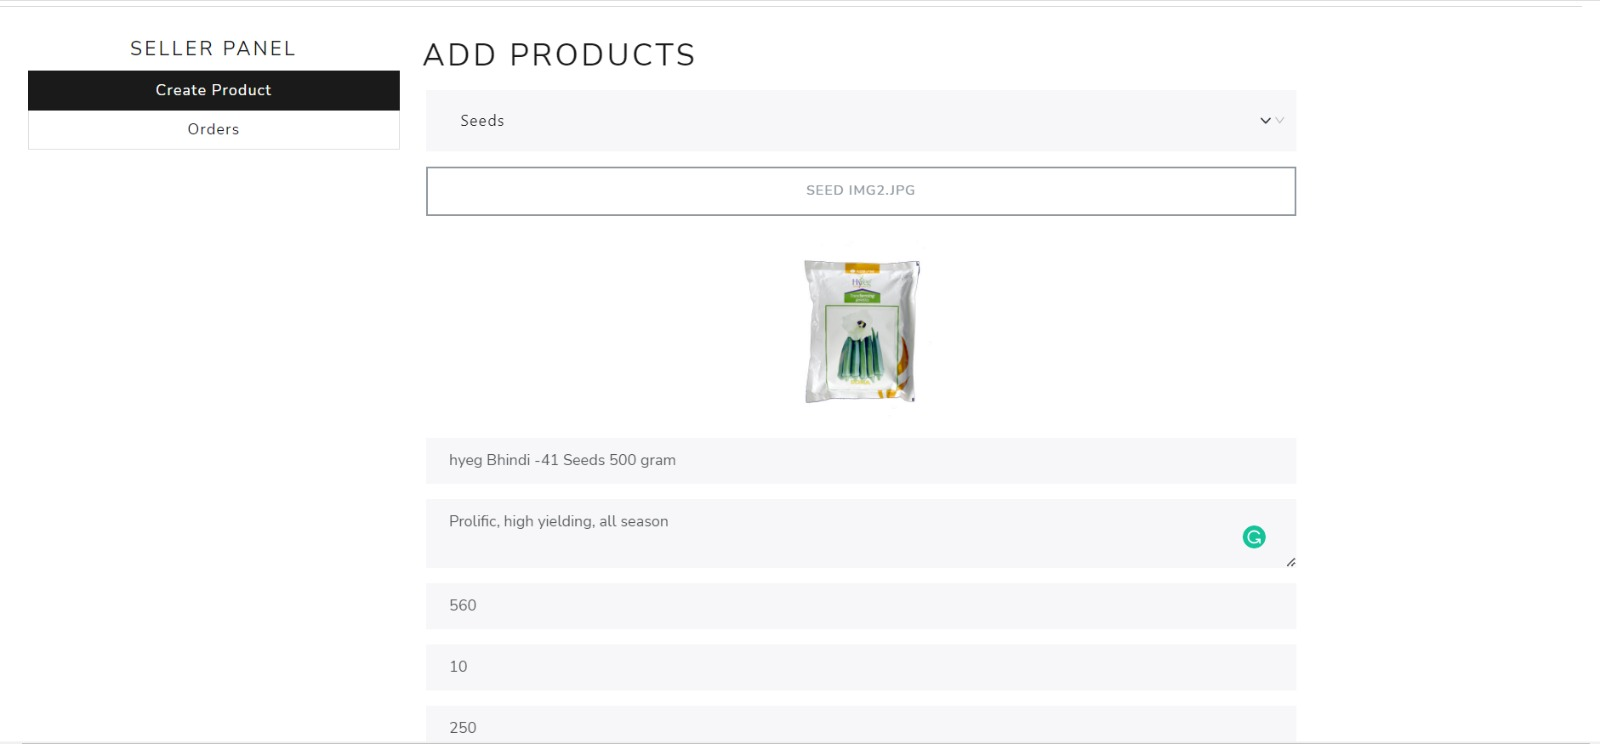 SELLER PANEL
Create Product
Orders
ADD PRODUCTS
Seeds
SEED IMG2.JPG
Hyeg
hyeg Bhindi -41 Seeds 500 gram
Prolific, high yielding, all season
560
10
250